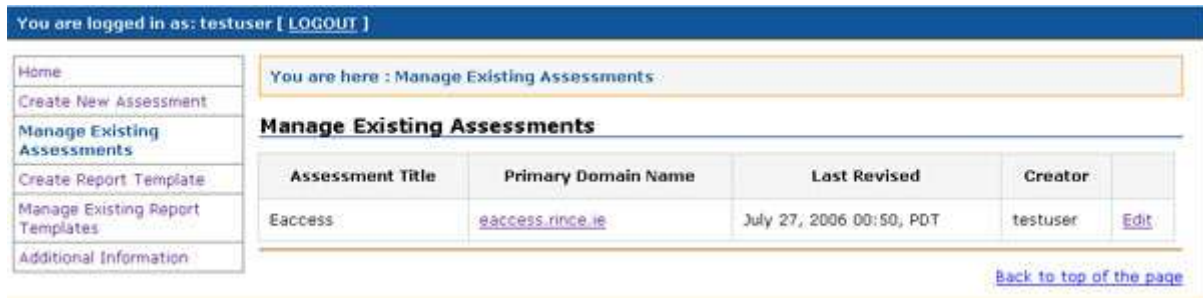 You are logged in as: testuser [ LOGOUT ]
Home
Create New Assessment
Manage Existing
Assessments
Create Report Template
Manage Existing Report
Templates
Additional Information
You are here : Manage Existing Assessments
Manage Existing Assessments
Assessment Title Primary Domain Name Last Revised Creator
Eaccess eaccess.rince.ie July 27, 2006 00:50, PDT testuser Edit
Back to top of the page